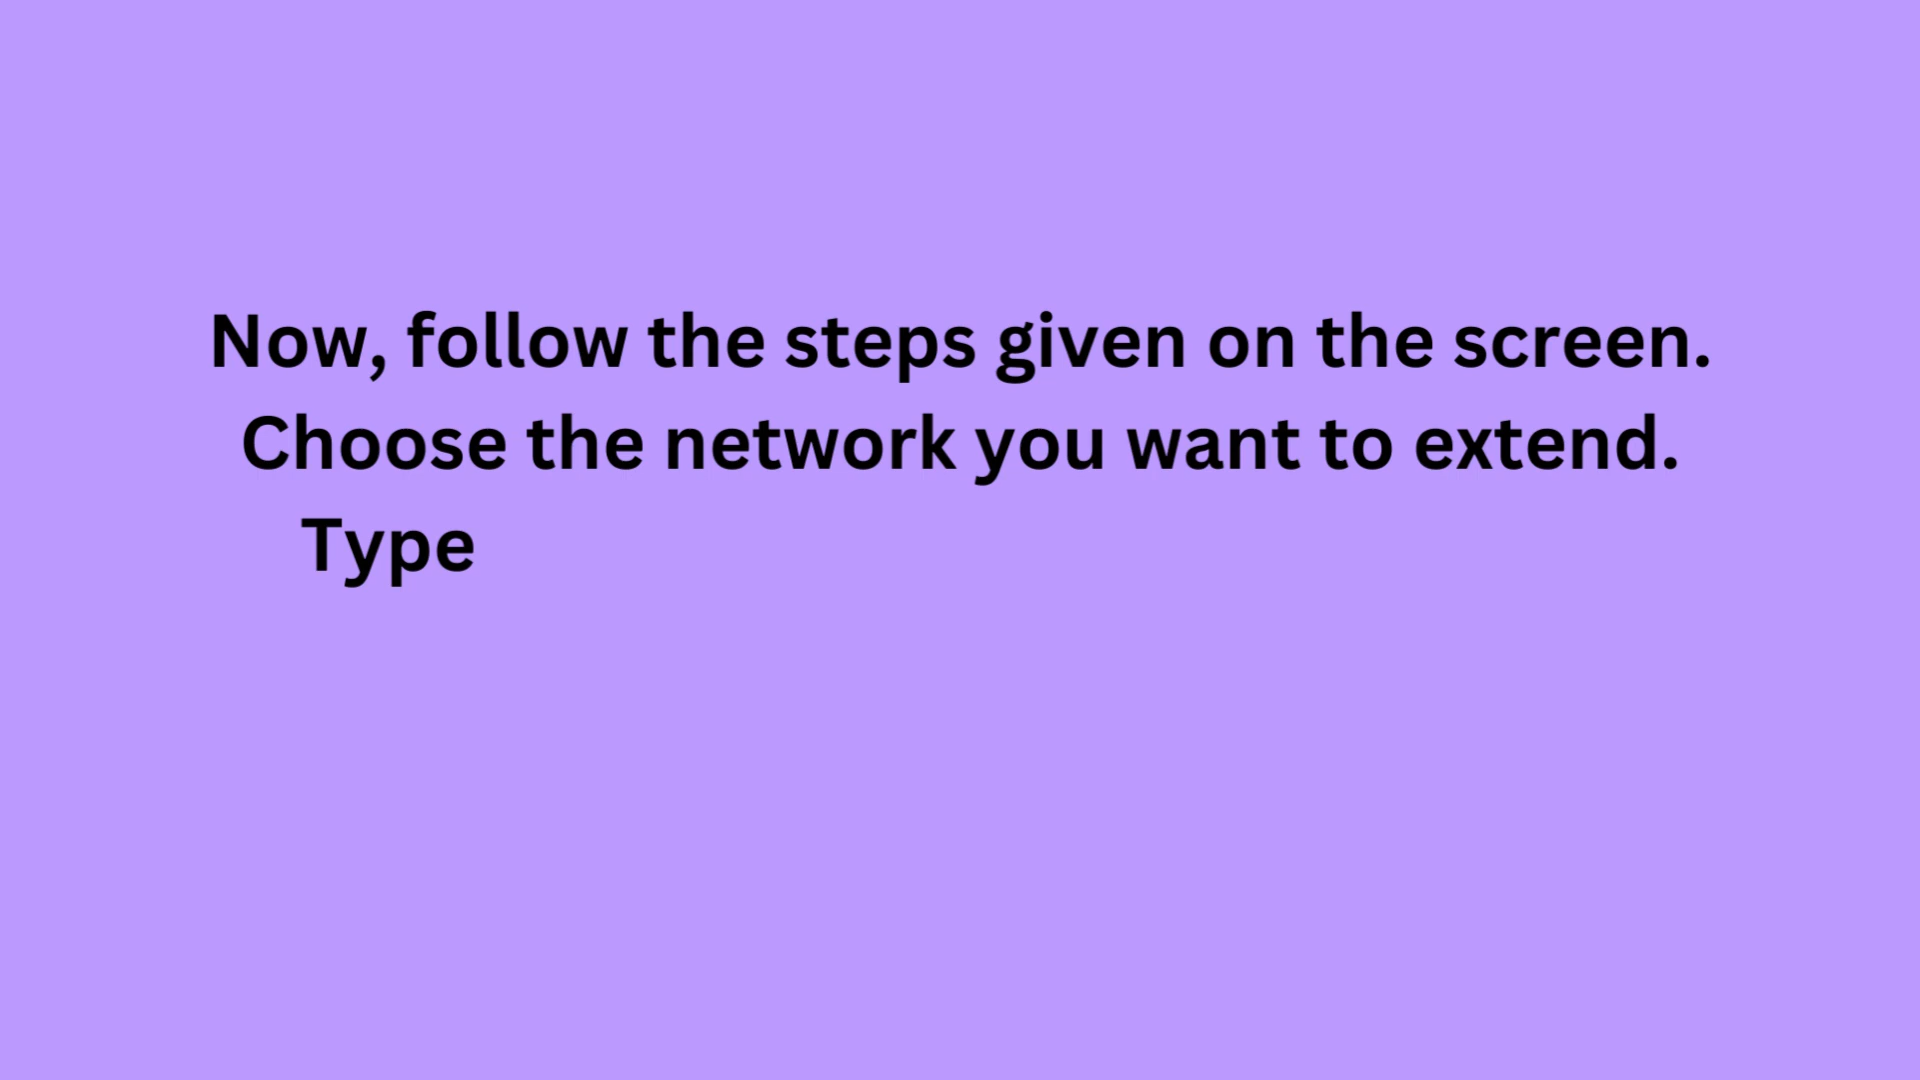 Now, follow the steps given on the screen.
Choose the network you want to extend.
Type